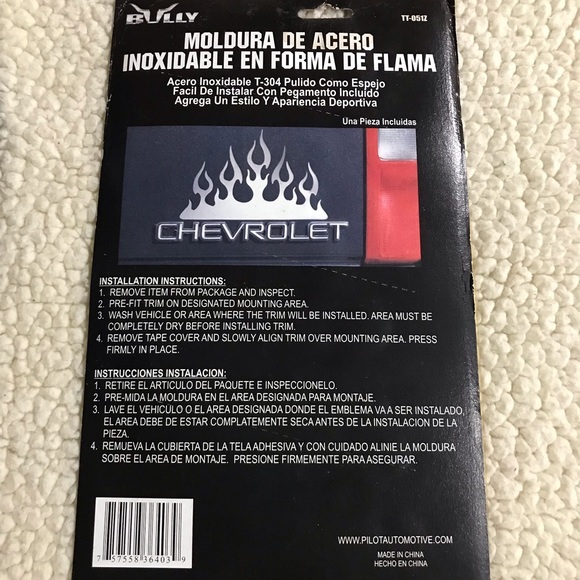 BULLY
TT-051Z
MOLDURA DE ACERO
INOXIDABLE EN FORMA DE FLAMA
Acero Inoxidable T-304 Pulido Como Espejo
Facil De Instalar Con Pegamento Incluido
Agrega Un Estilo Y Apariencia Deportiva
Una Pieza Incluidas
CHEVROLET
INSTALLATION INSTRUCTIONS:
1. REMOVE ITEM FROM PACKAGE AND INSPECT.
2. PRE-FIT TRIM ON DESIGNATED MOUNTING AREA.
3. WASH VEHICLE OR AREA WHERE THE TRIM WILL BE INSTALLED. AREA MUST BE
COMPLETELY DRY BEFORE INSTALLING TRIM.
4. REMOVE TAPE COVER AND SLOWLY ALIGN TRIM OVER MOUNTING AREA. PRESS
FIRMLY IN PLACE.
INSTRUCCIONES INSTALACION:
1. RETIRE EL ARTICULO DEL PAQUETE E INSPECCIONELO.
2. PRE-MIDA LA MOLDURA EN EL AREA DESIGNADA PARA MONTAJE.
3. LAVE EL VEHICULO O EL AREA DESIGNADA DONDE EL EMBLEMA VA A SER INSTALADO,
EL AREA DEBE DE ESTAR COMPLATEMENTE SECA ANTES DE LA INSTALACION DE LA
PIEZA.
4. REMUEVA LA CUBIERTA DE LA TELA ADHESIVA Y CON CUIDADO ALINIE LA MOLDURA
SOBRE EL AREA DE MONTAJE. PRESIONE FIRMEMENTE PARA ASEGURAR.
7 57558 36403 9
WWW.PILOTAUTOMOTIVE.COM
MADE IN CHINA
HECHO EN CHINA